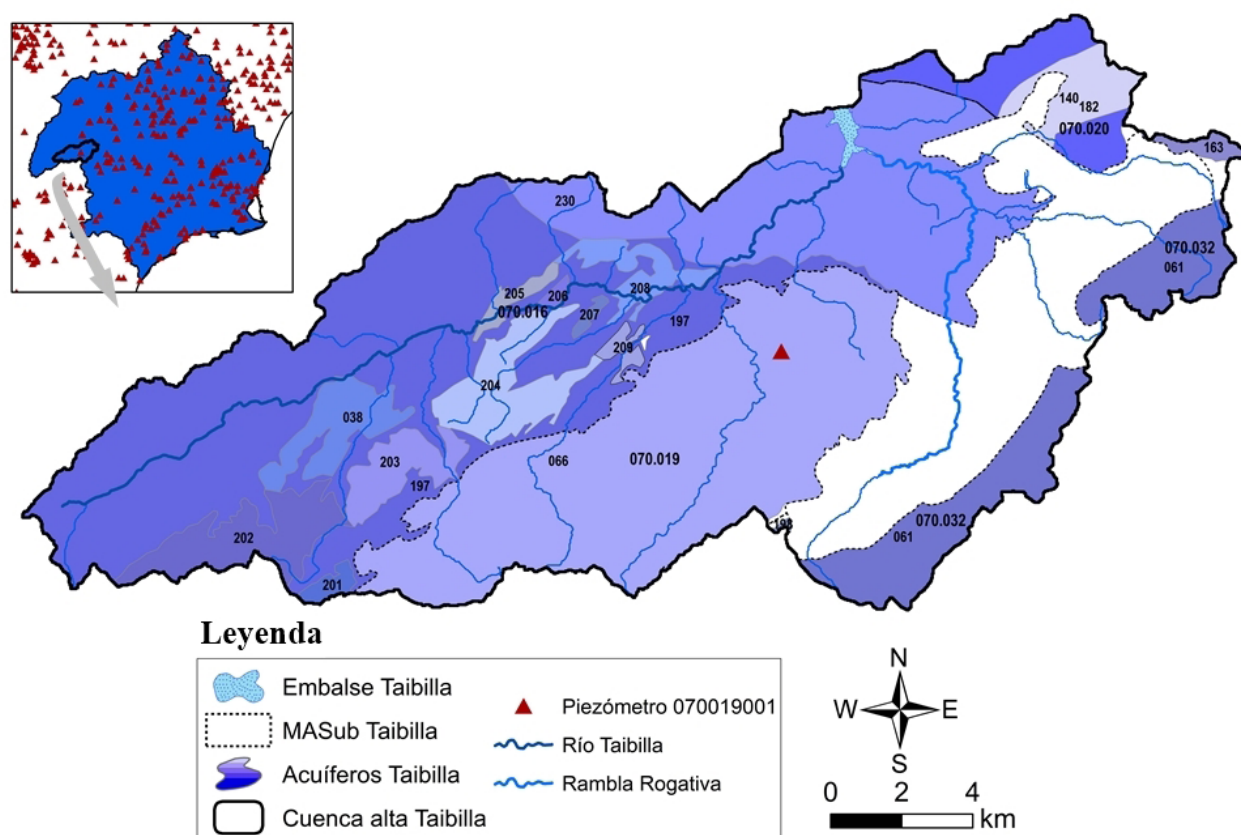 140
182
070.020
163
230
070.032
061
205
206
208
070.016
207
197
209
204
038
203
066
070.019
197
198
070.032
061
202
201
Leyenda
Embalse Taibilla
MASub Taibilla
Acuíferos Taibilla
Cuenca alta Taibilla
Piezómetro 070019001
Río Taibilla
Rambla Rogativa
N
W
E
S
0
2
4
km